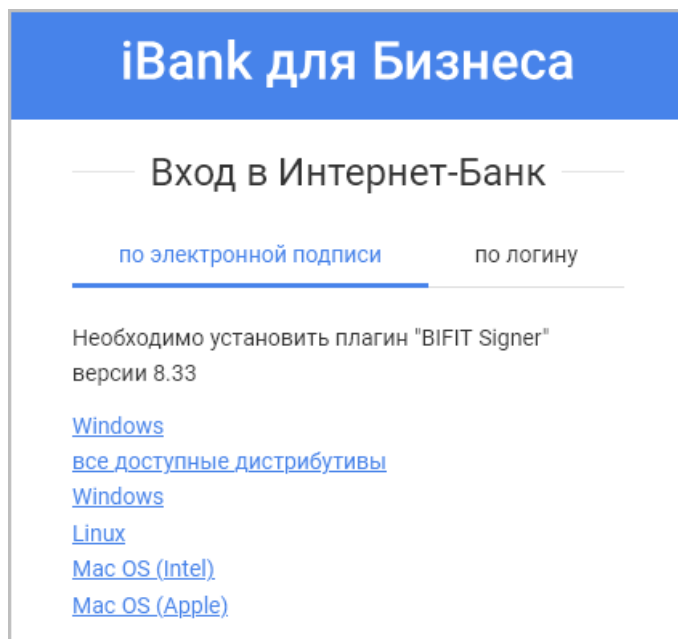 iBank для Бизнеса
Вход в Интернет-Банк
по электронной подписи по логину
Необходимо установить плагин "BIFIT Signer"
версии 8.33
Windows
все доступные дистрибутивы
Windows
Linux
Mac OS (Intel)
Mac OS (Apple)